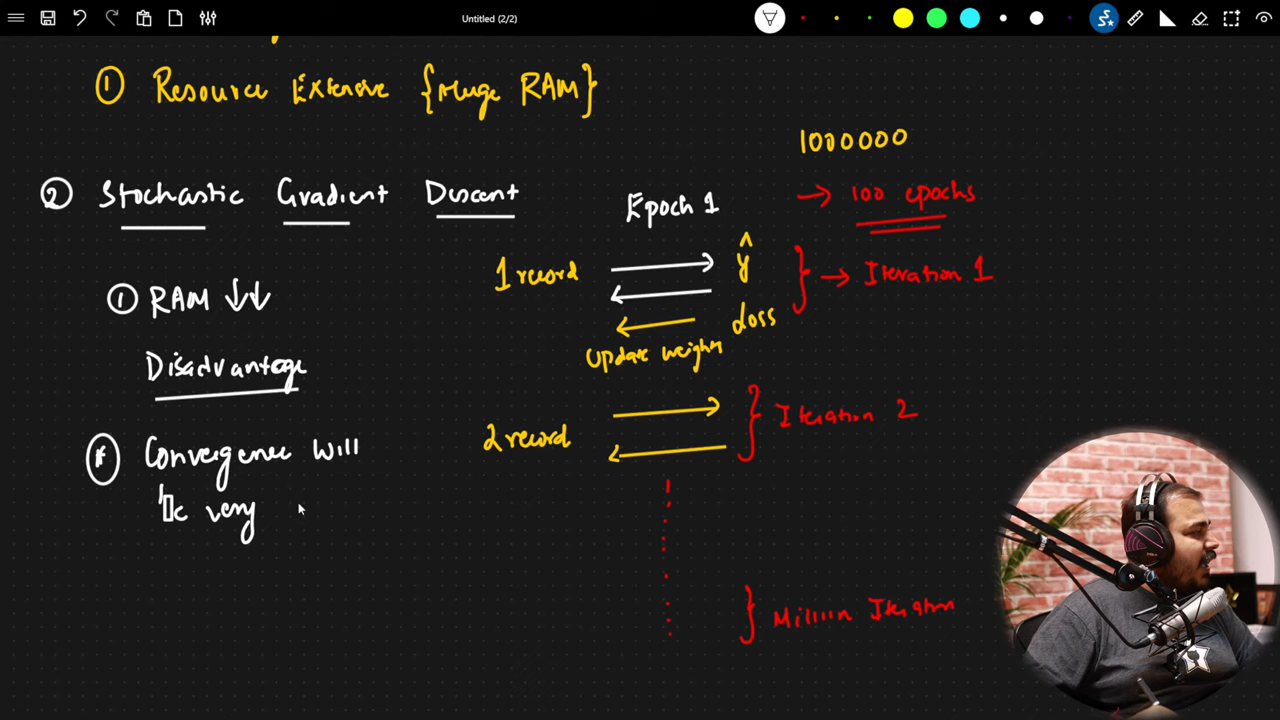 Untitled (2/2)
① Resource Extensive {Huge RAM}
1000000
② Stochastic Gradient Descent
Epoch 1
→ 100 epochs
1 record
ŷ
→ Iteration 1
① RAM ↓↓
loss
Update weights
Disadvantage
2 record
Iteration 2
Convergence will
be very
Million Iteration